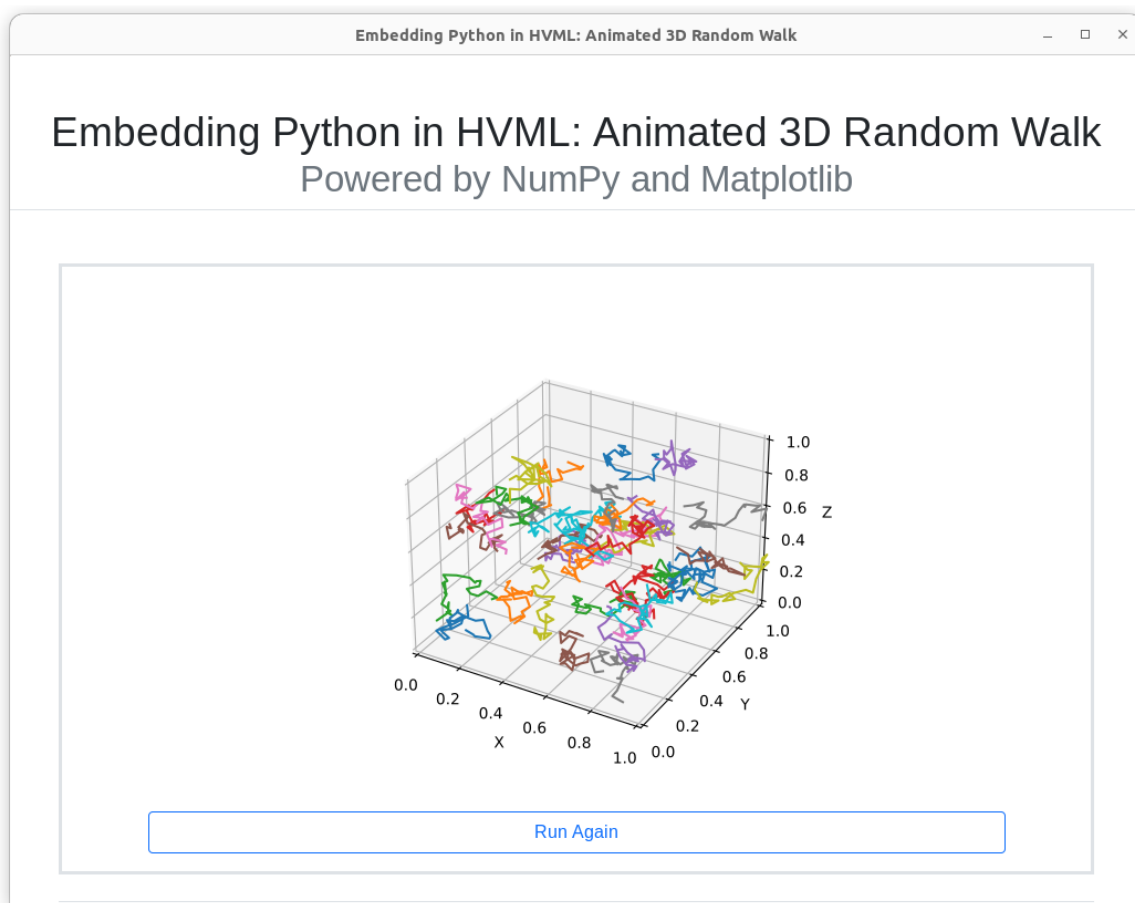 Embedding Python in HVML: Animated 3D Random Walk
Embedding Python in HVML: Animated 3D Random Walk
Powered by NumPy and Matplotlib
1.0
0.8
0.6
Z
0.4
0.2
0.0
1.0
0.8
0.6
0.4
Y
0.2
0.0
0.0
0.2
0.4
0.6
X
0.8
1.0
Run Again